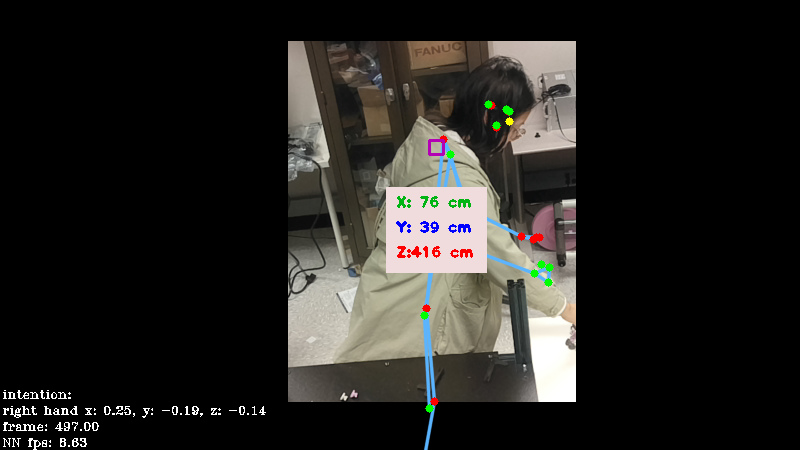 FANUC
X: 76 cm
Y: 39 cm
Z:416 cm
intention:
right hand x: 0.25, y: -0.19, z: -0.14
frame: 497.00
NN fps: 8.63